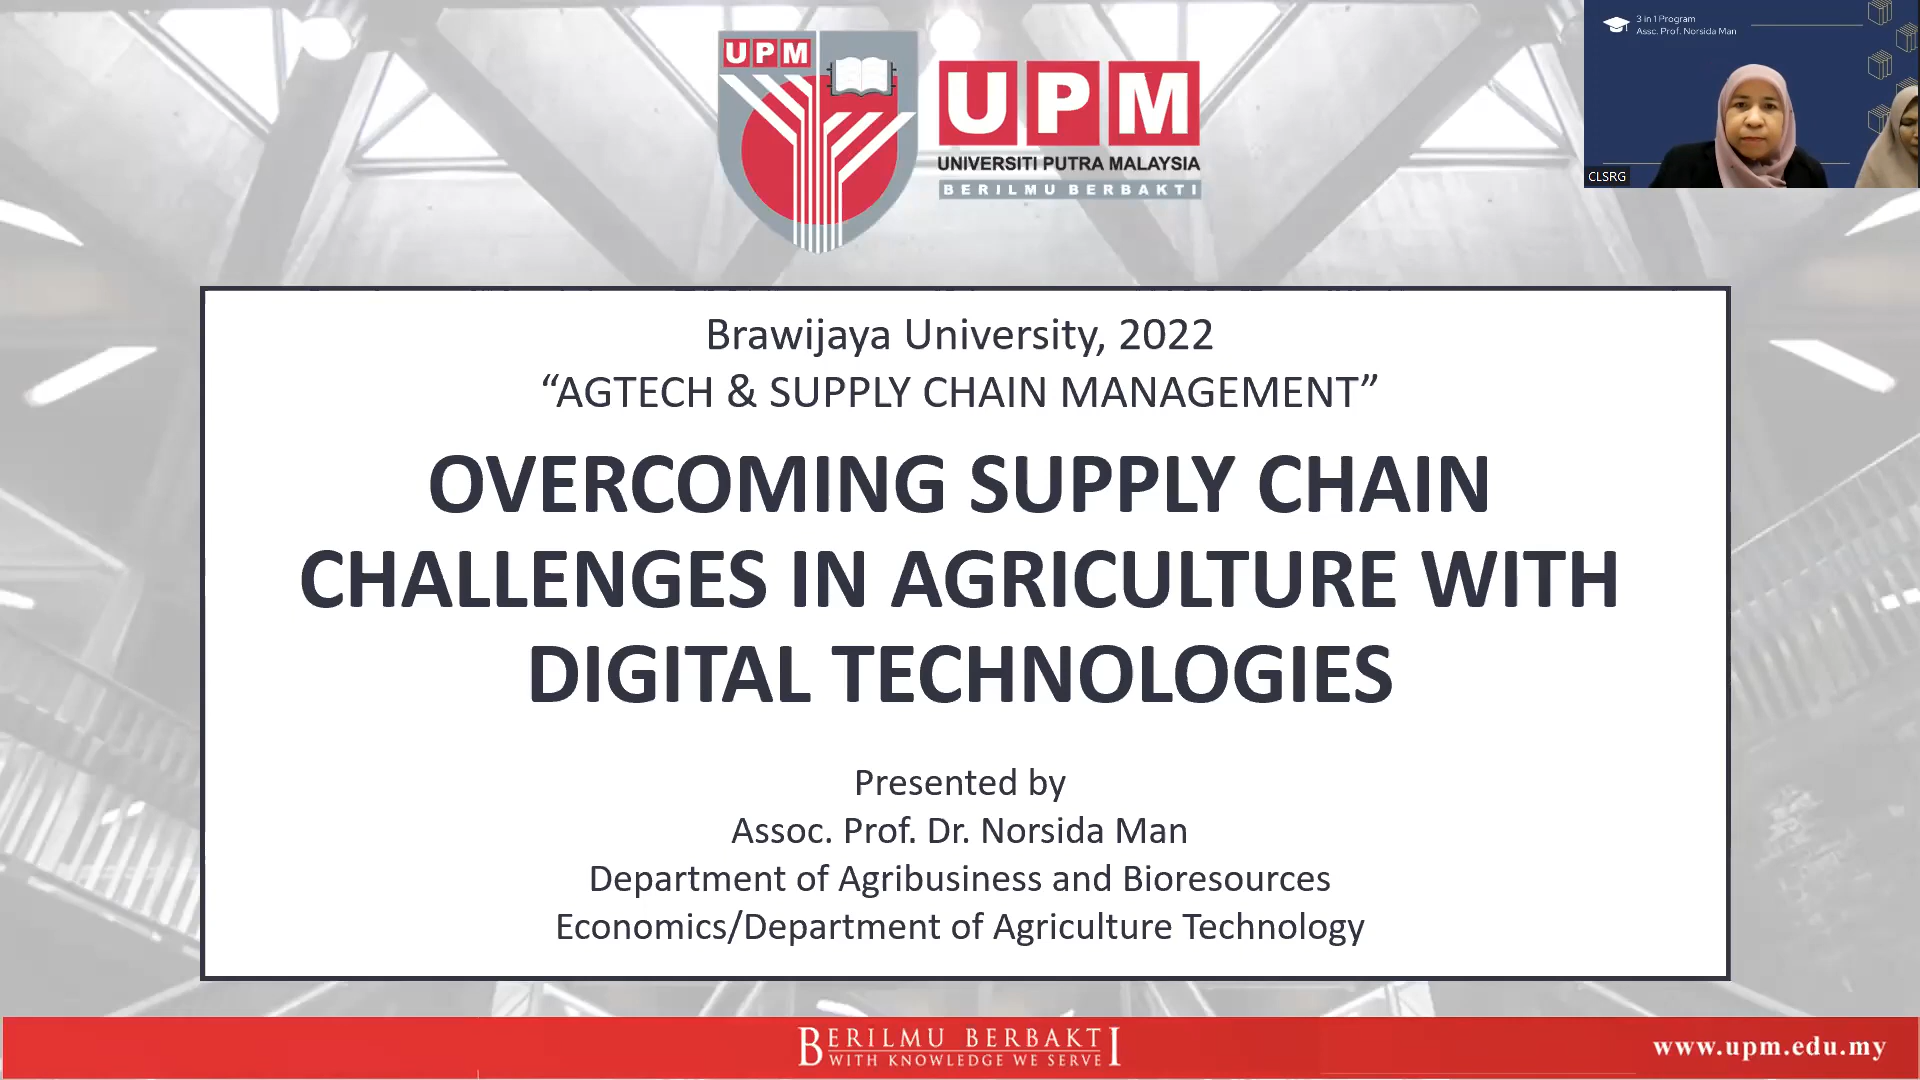 UPM
UPM
UNIVERSITI PUTRA MALAYSIA
BERILMU BERBAKTI
3 in 1 Program
Assc. Prof. Norsida Man
CLSRG
Brawijaya University, 2022
“AGTECH & SUPPLY CHAIN MANAGEMENT”
OVERCOMING SUPPLY CHAIN
CHALLENGES IN AGRICULTURE WITH
DIGITAL TECHNOLOGIES
Presented by
Assoc. Prof. Dr. Norsida Man
Department of Agribusiness and Bioresources
Economics/Department of Agriculture Technology
BERILMU BERBAKTI
WITH KNOWLEDGE WE SERVE
www.upm.edu.my